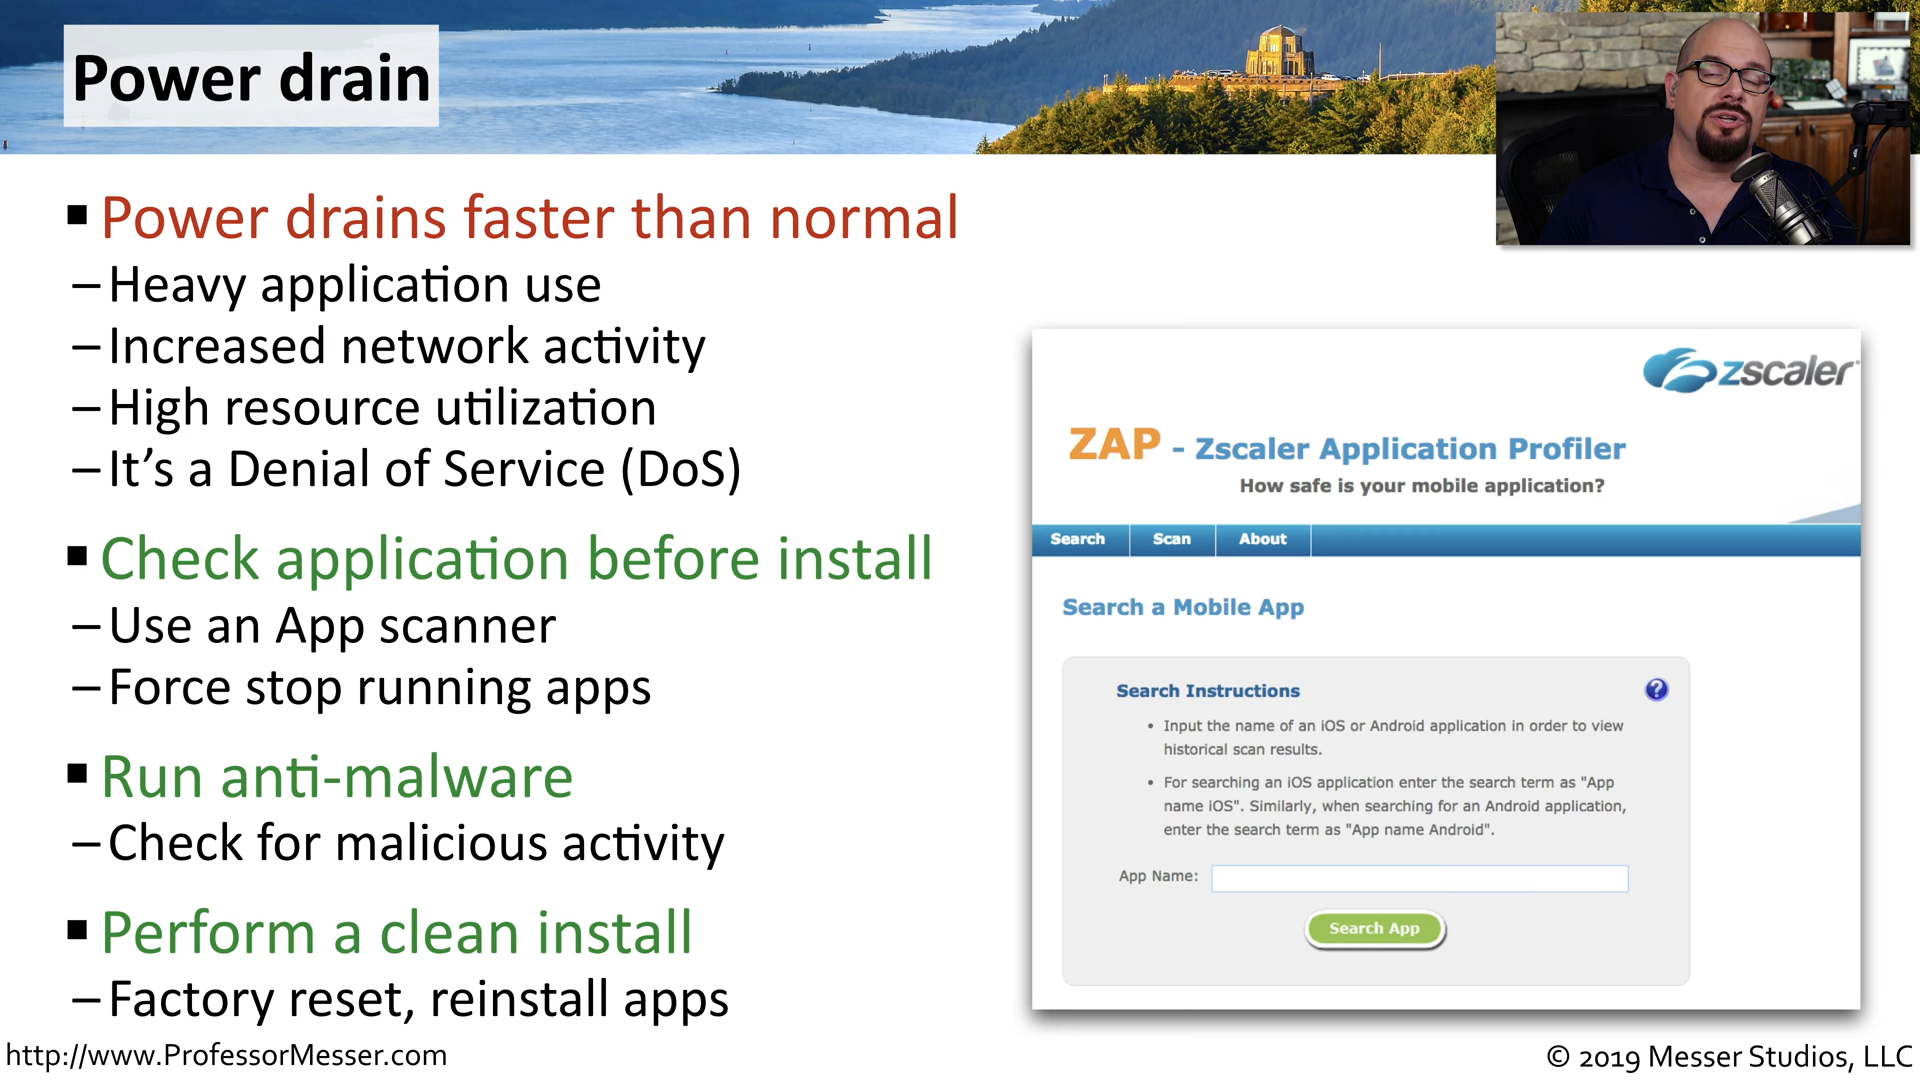 Power drain
▪ Power drains faster than normal
– Heavy application use
– Increased network activity
– High resource utilization
– It's a Denial of Service (DoS)
▪ Check application before install
– Use an App scanner
– Force stop running apps
▪ Run anti-malware
– Check for malicious activity
▪ Perform a clean install
– Factory reset, reinstall apps
zscaler
ZAP - Zscaler Application Profiler
How safe is your mobile application?
Search Scan About
Search a Mobile App
Search Instructions
?
• Input the name of an iOS or Android application in order to view
historical scan results.
• For searching an iOS application enter the search term as "App
name iOS". Similarly, when searching for an Android application,
enter the search term as "App name Android".
App Name:
Search App
http://www.ProfessorMesser.com
© 2019 Messer Studios, LLC